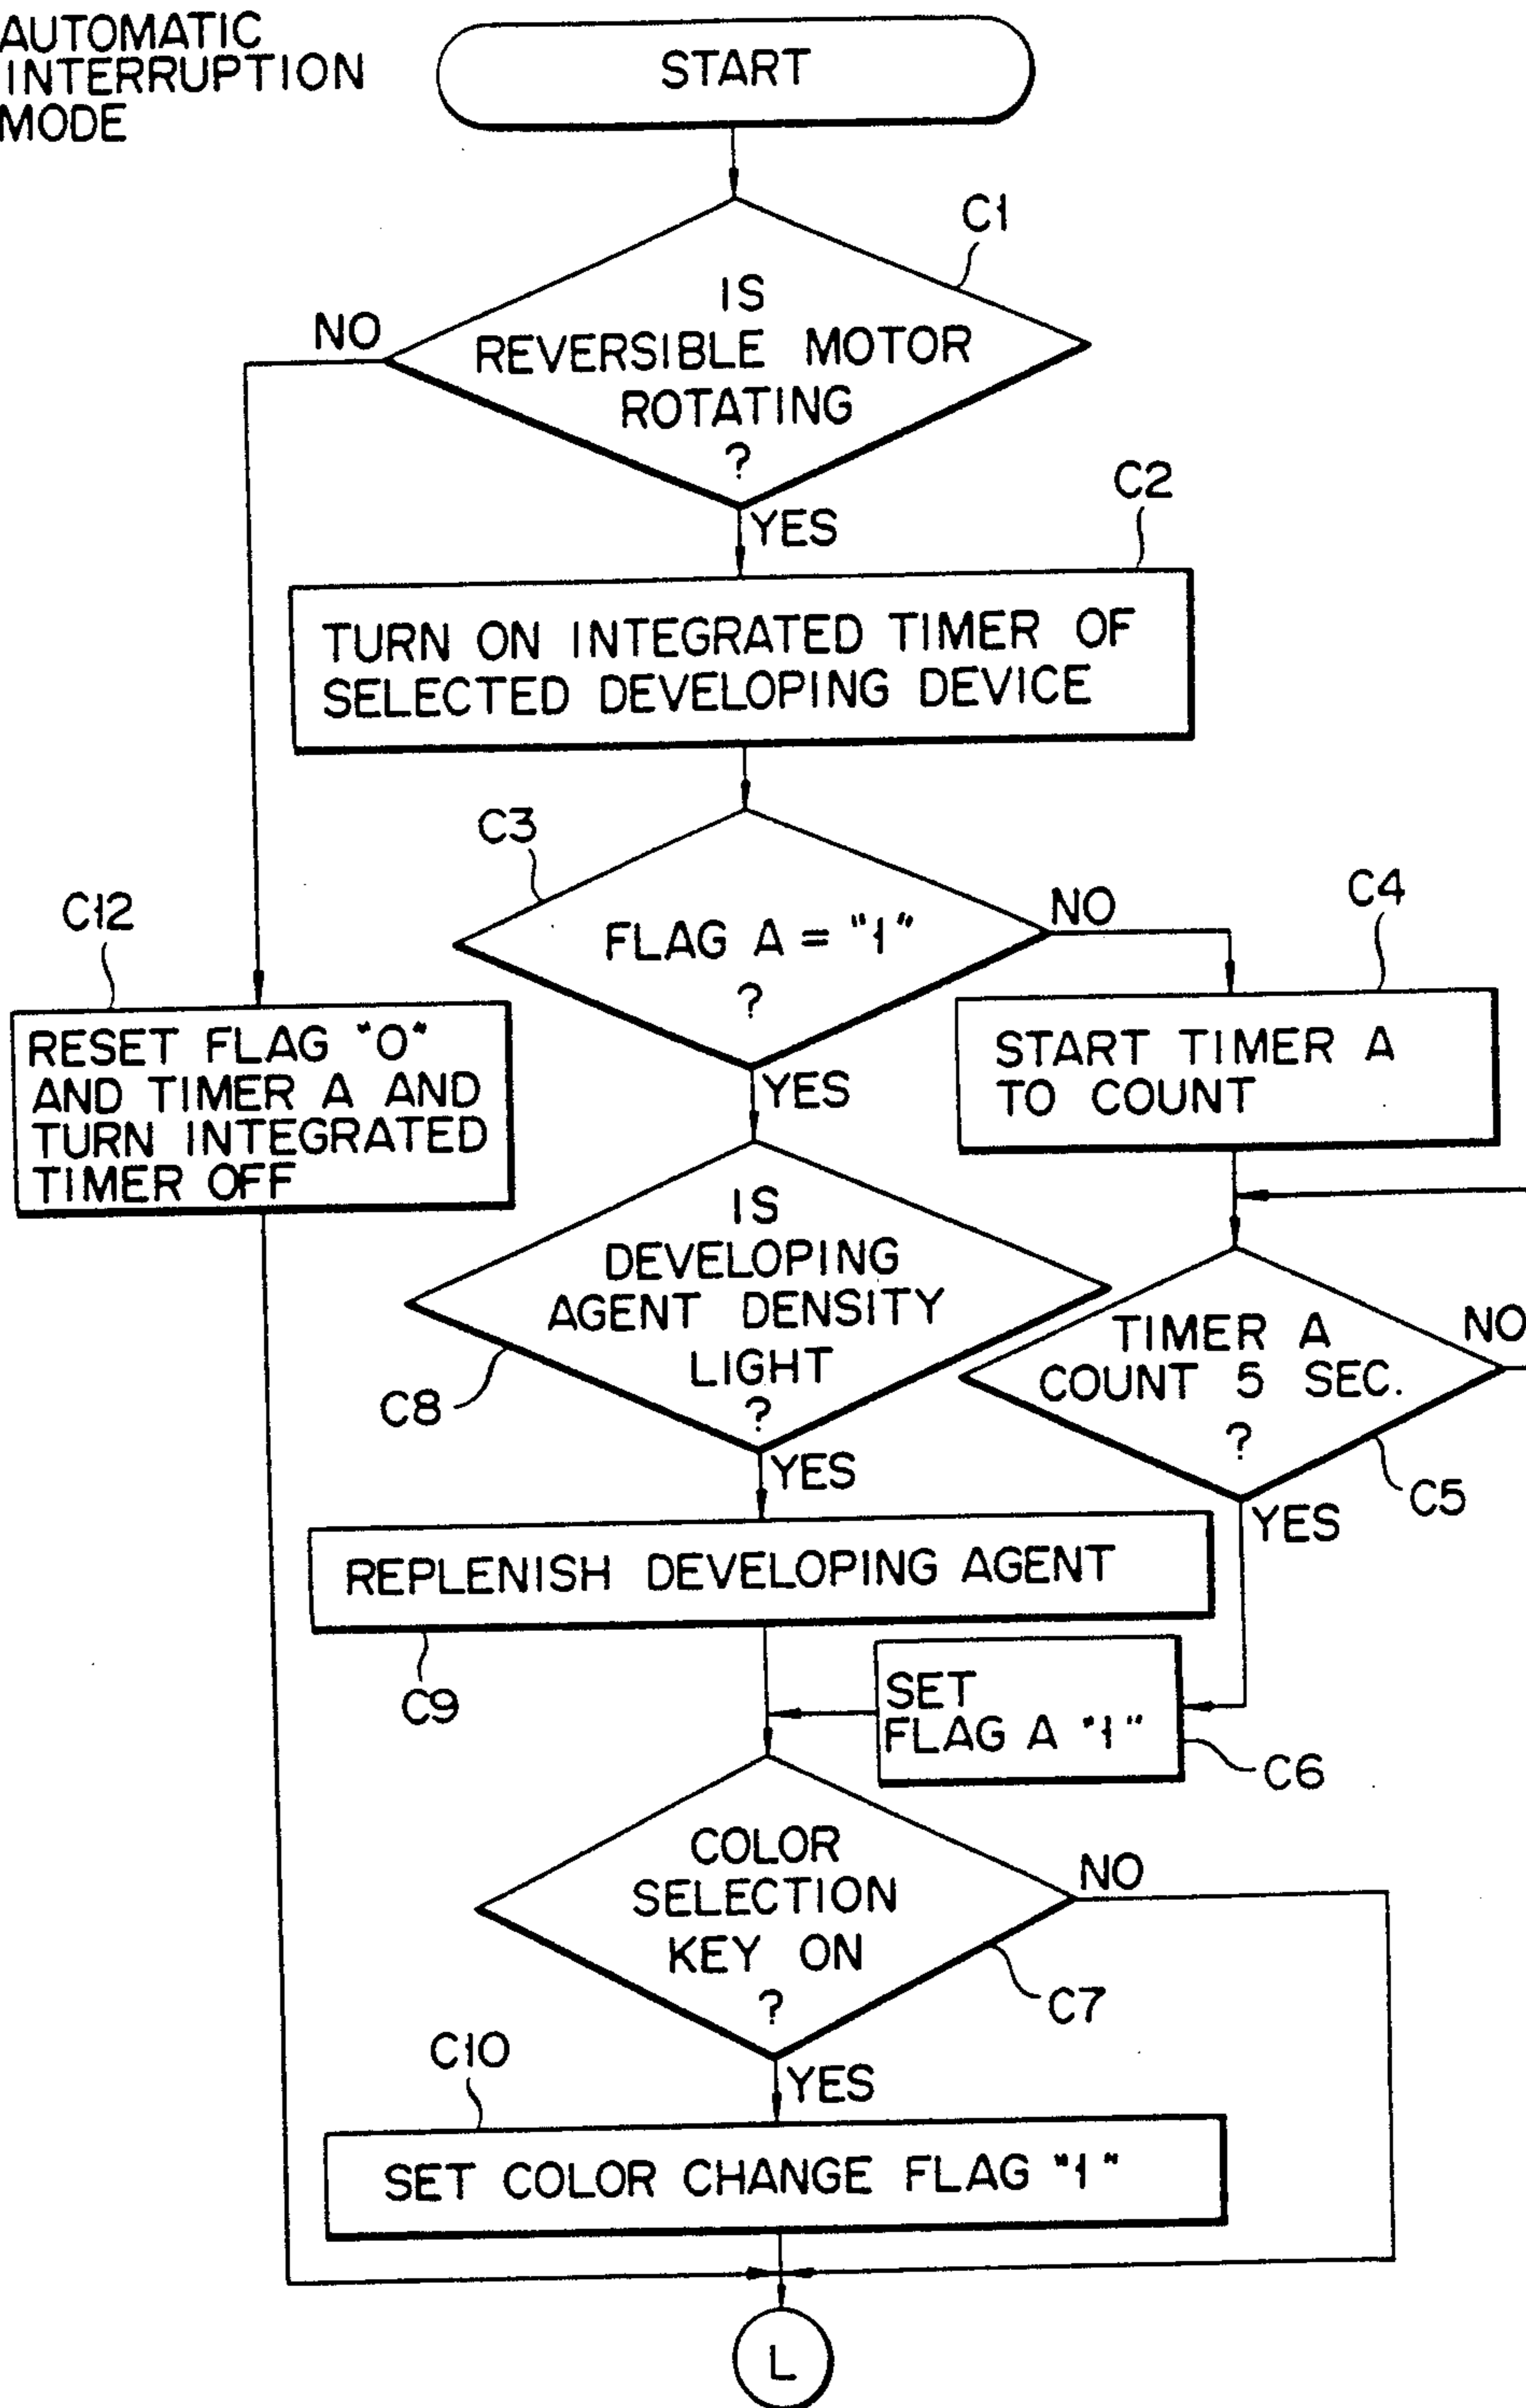 AUTOMATIC
INTERRUPTION
MODE
START
C1
IS
REVERSIBLE MOTOR
ROTATING
?
NO
YES
C2
TURN ON INTEGRATED TIMER OF
SELECTED DEVELOPING DEVICE
C3
FLAG A = "1"
?
NO
YES
C4
START TIMER A
TO COUNT
C12
RESET FLAG "0"
AND TIMER A AND
TURN INTEGRATED
TIMER OFF
IS
DEVELOPING
AGENT DENSITY
LIGHT
?
C8
YES
TIMER A
COUNT 5 SEC.
?
NO
C5
YES
REPLENISH DEVELOPING AGENT
C9
SET
FLAG A "1"
C6
COLOR
SELECTION
KEY ON
?
NO
C7
YES
C10
SET COLOR CHANGE FLAG "1"
L